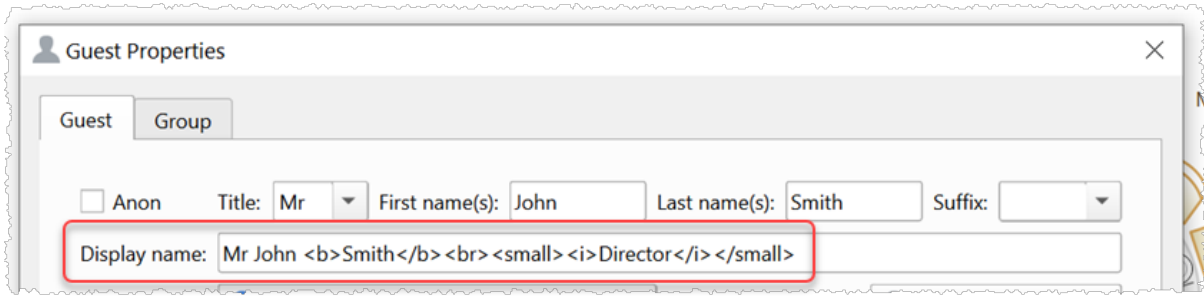 Guest Properties
Guest Group
Anon Title: Mr First name(s): John Last name(s): Smith Suffix:
Display name: Mr John <b>Smith</b><br><small><i>Director</i></small>